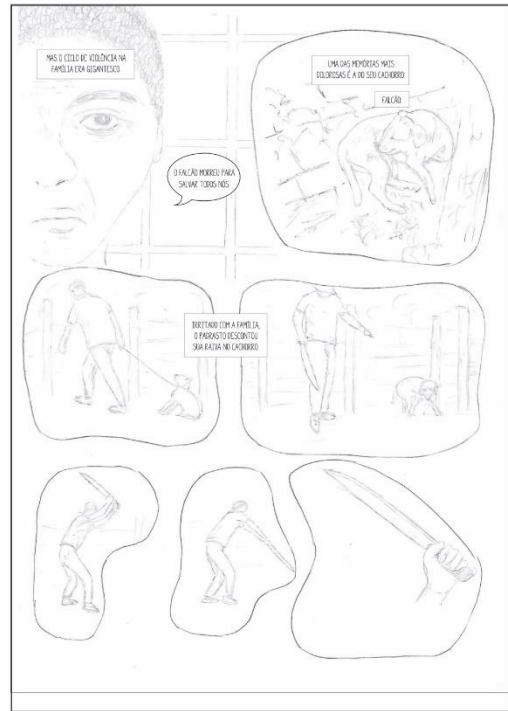 MAS O CICLO DE VIOLÊNCIA NA
FAMÍLIA ERA GIGANTESCO
UMA DAS MEMÓRIAS MAIS
DOLOROSAS É A DO SEU CACHORRO:
FALCÃO.
O FALCÃO MORREU PARA
SALVAR TODOS NÓS.
IRRITADO COM A FAMÍLIA,
O PADRASTO DESCONTOU
SUA RAIVA NO CACHORRO